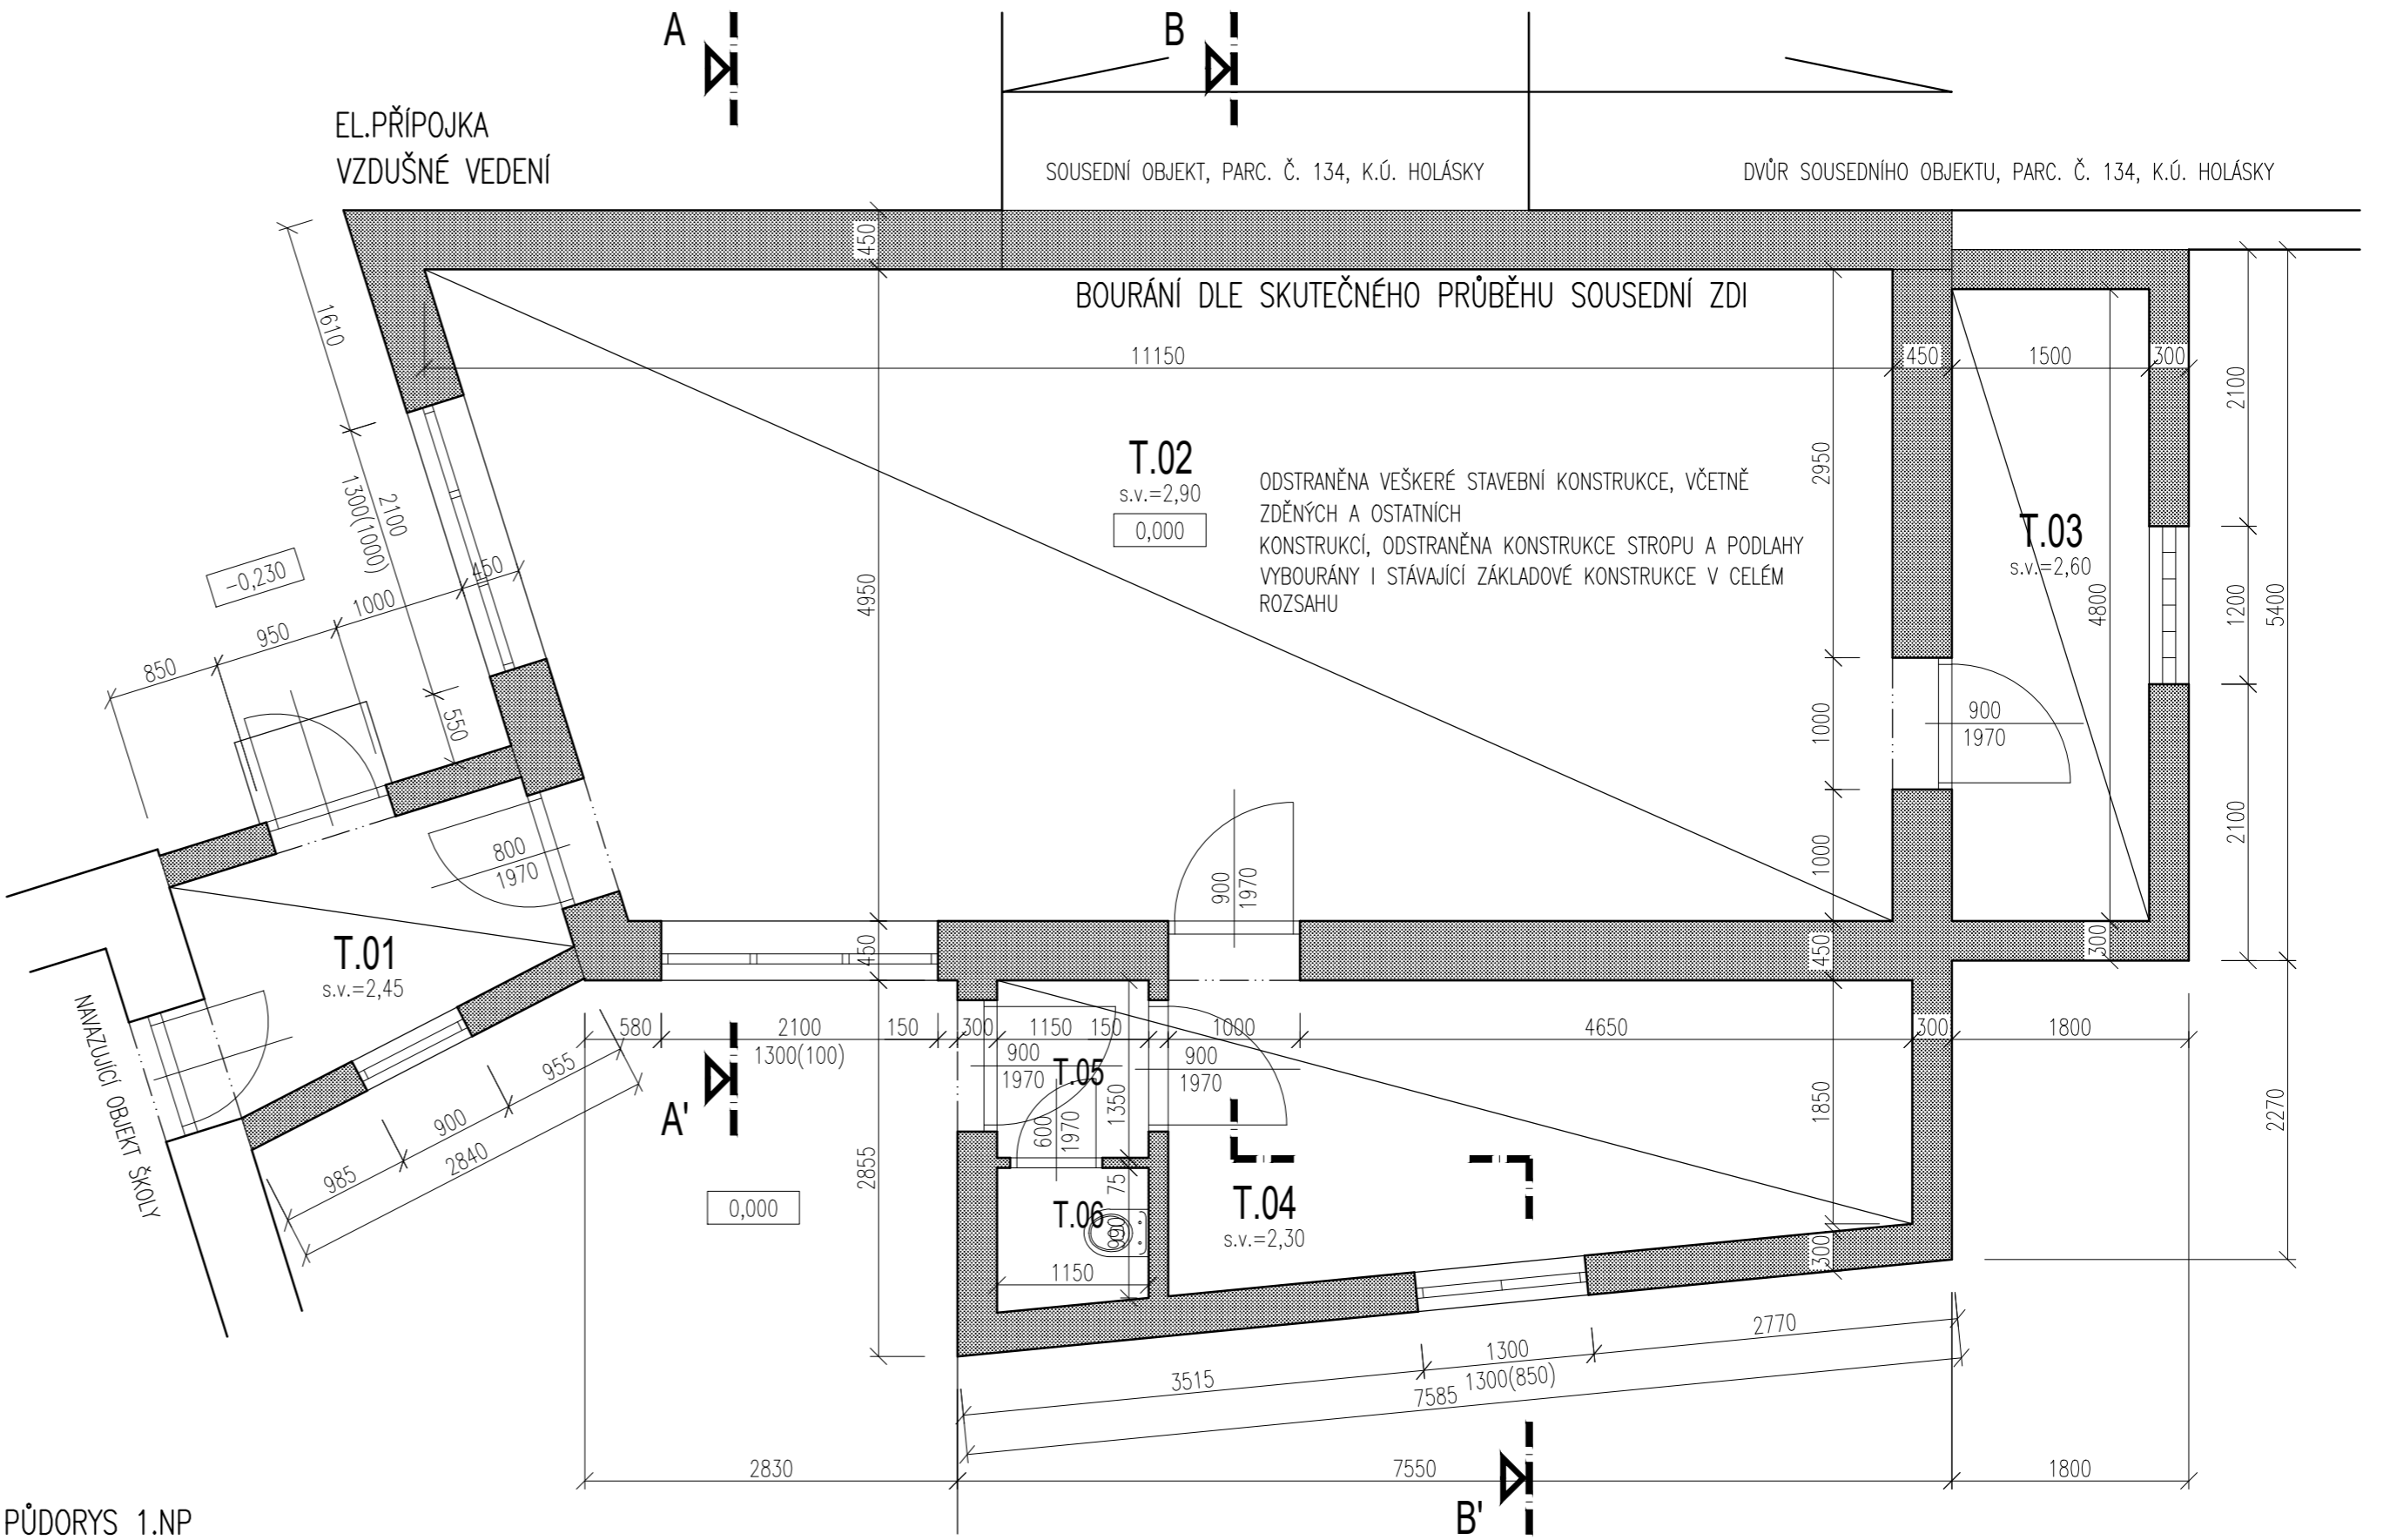 A
B
EL.PŘÍPOJKA
VZDUŠNÉ VEDENÍ
SOUSEDNÍ OBJEKT, PARC. Č. 134, K.Ú. HOLÁSKY
DVŮR SOUSEDNÍHO OBJEKTU, PARC. Č. 134, K.Ú. HOLÁSKY
450
BOURÁNÍ DLE SKUTEČNÉHO PRŮBĚHU SOUSEDNÍ ZDI
1610
11150
450
1500
300
2100
T.02
s.v.=2,90
0,000
2950
ODSTRANĚNA VEŠKERÉ STAVEBNÍ KONSTRUKCE, VČETNĚ
ZDĚNÝCH A OSTATNÍCH
KONSTRUKCÍ, ODSTRANĚNA KONSTRUKCE STROPU A PODLAHY
VYBOURÁNY I STÁVAJÍCÍ ZÁKLADOVÉ KONSTRUKCE V CELÉM
ROZSAHU
T.03
s.v.=2,60
2100
1300(1000)
-0,230
450
1000
950
850
550
4950
4800
1200
5400
900
1970
1000
2100
1000
800
1970
900
1970
T.01
s.v.=2,45
450
450
300
NAVAZUJÍCÍ OBJEKT ŠKOLY
580
2100
1300(100)
150
300
1150
150
1000
4650
300
1800
900
1970
T.05
900
1970
1350
600
1970
1850
2270
955
900
985
2840
A'
2855
0,000
75
T.06
990
1150
T.04
s.v.=2,30
300
3515
1300
1300(850)
2770
7585
2830
7550
1800
B'
PŮDORYS 1.NP